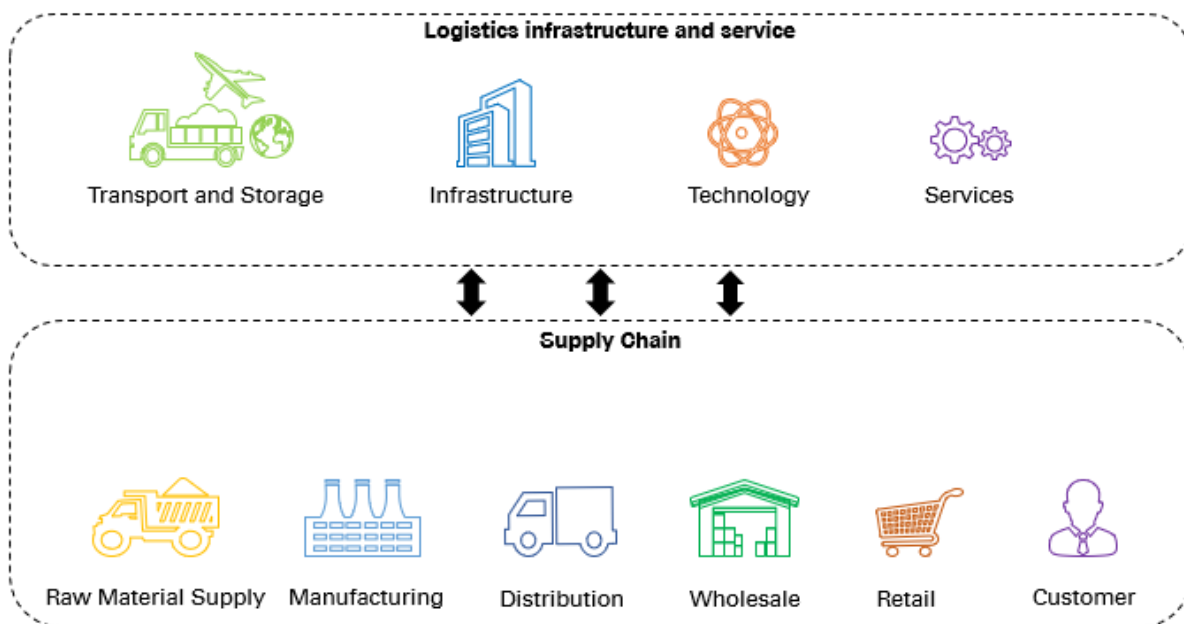 Logistics infrastructure and service
Transport and Storage
Infrastructure
Technology
Services
Supply Chain
Raw Material Supply
Manufacturing
Distribution
Wholesale
Retail
Customer